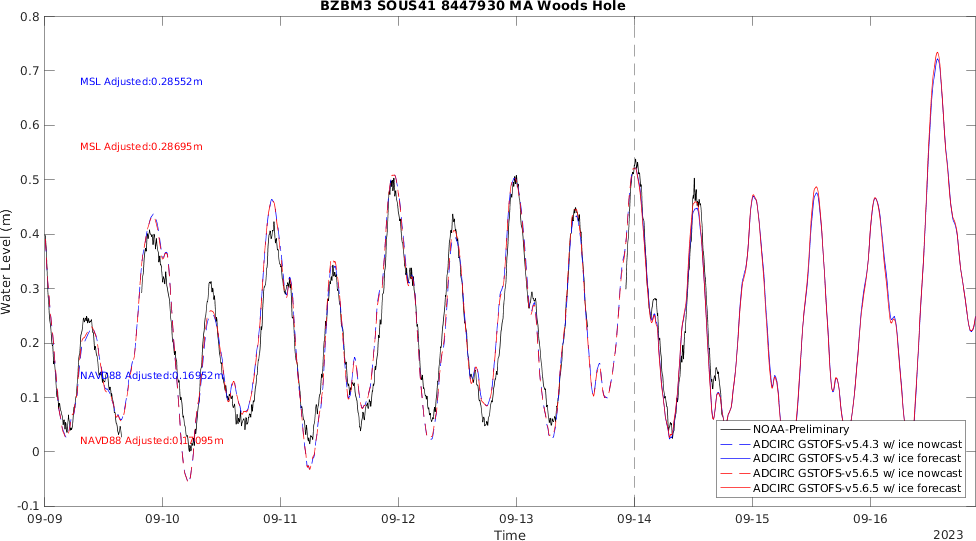 BZBM3 SOUS41 8447930 MA Woods Hole
0.8
0.7
0.6
0.5
0.4
0.3
0.2
0.1
0
-0.1
Water Level (m)
MSL Adjusted:0.28552m
MSL Adjusted:0.28695m
NAVD88 Adjusted:0.16952m
NAVD88 Adjusted:
NOAA-Preliminary
ADCIRC GSTOFS-v5.4.3 w/ ice nowcast
ADCIRC GSTOFS-v5.4.3 w/ ice forecast
ADCIRC GSTOFS-v5.6.5 w/ ice nowcast
ADCIRC GSTOFS-v5.6.5 w/ ice forecast
09-09
09-10
09-11
09-12
09-13
09-14
09-15
09-16
Time
2023